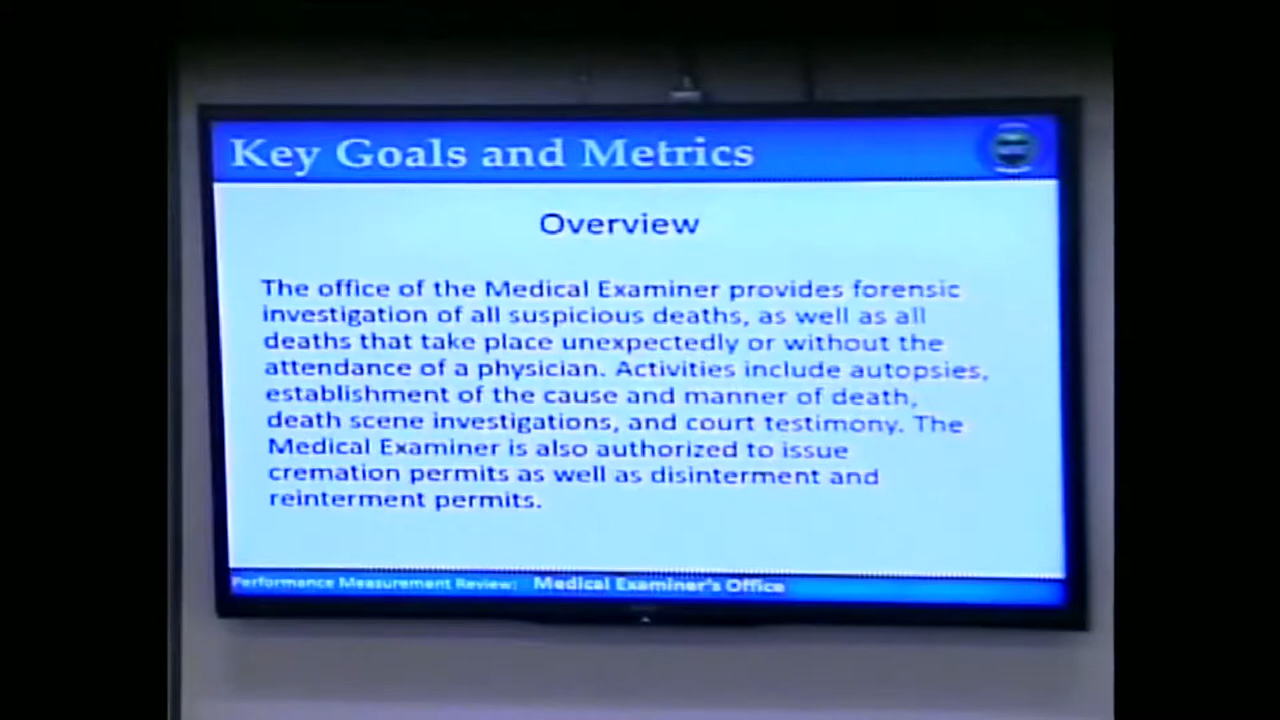 Key Goals and Metrics
Overview
The office of the Medical Examiner provides forensic
investigation of all suspicious deaths, as well as all
deaths that take place unexpectedly or without the
attendance of a physician. Activities include autopsies,
establishment of the cause and manner of death,
death scene investigations, and court testimony. The
Medical Examiner is also authorized to issue
cremation permits as well as disinterment and
reinterment permits.
Performance Measurement Review: Medical Examiner's Office